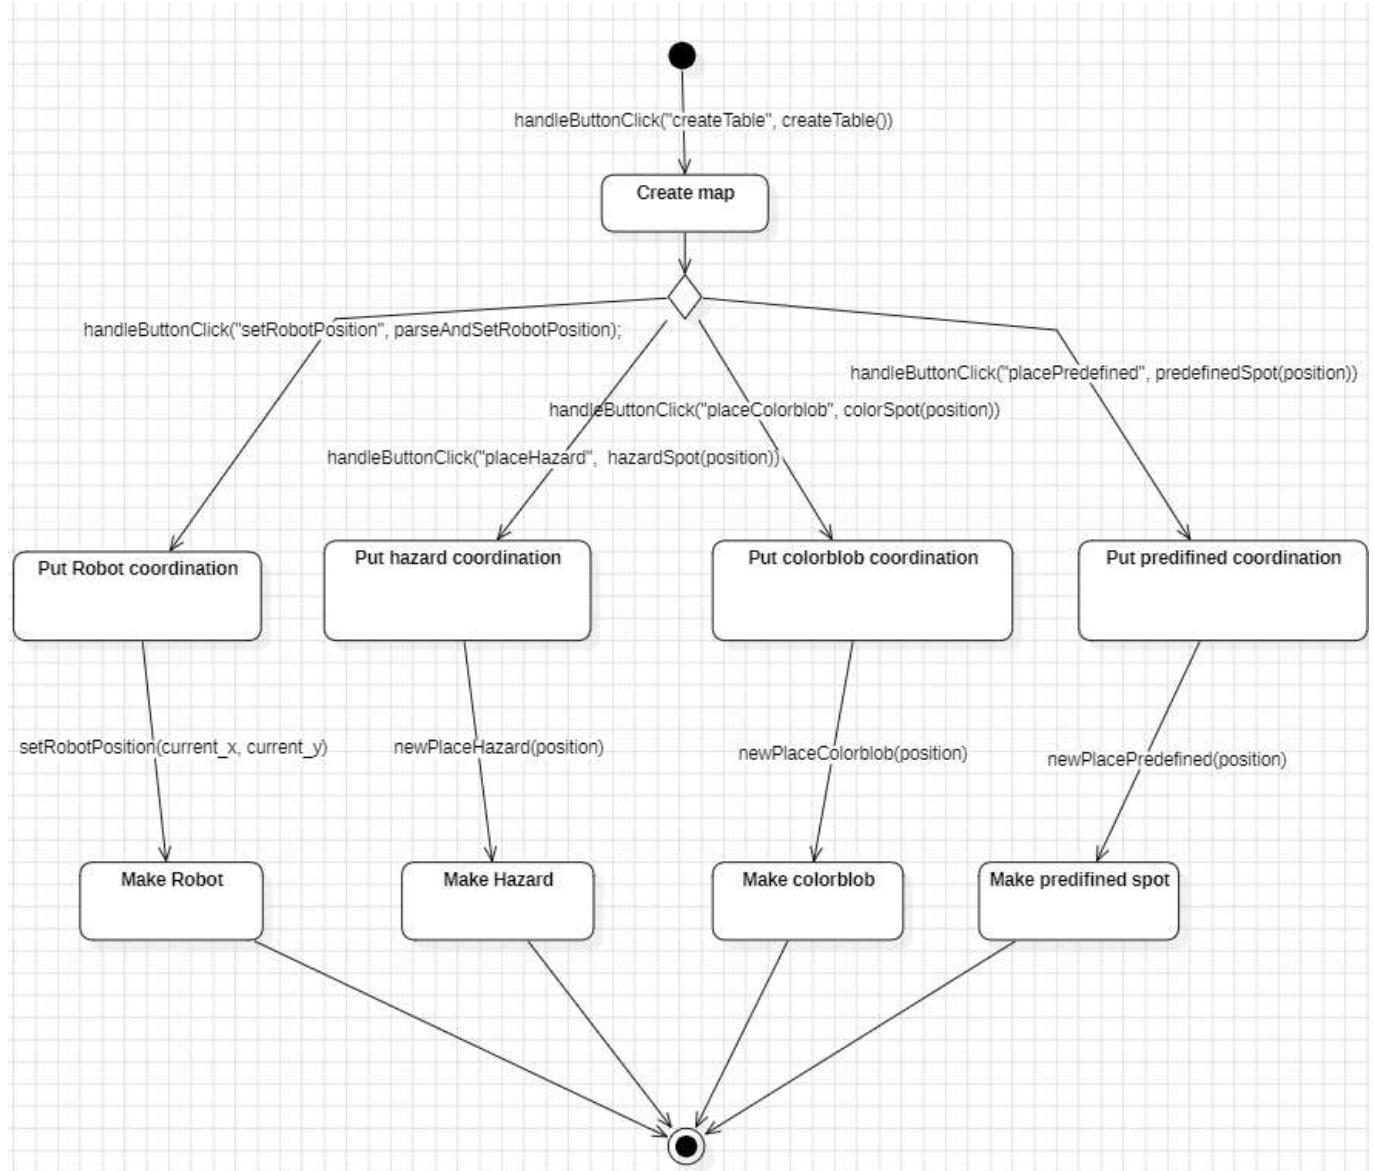 handleButtonClick("createTable", createTable())
Create map
handleButtonClick("setRobotPosition", parseAndSetRobotPosition);
handleButtonClick("placePredefined", predefinedSpot(position))
handleButtonClick("placeColorblob", colorSpot(position))
handleButtonClick("placeHazard",  hazardSpot(position))
Put Robot coordination
Put hazard coordination
Put colorblob coordination
Put predifined coordination
setRobotPosition(current_x, current_y)
newPlaceHazard(position)
newPlaceColorblob(position)
newPlacePredefined(position)
Make Robot
Make Hazard
Make colorblob
Make predifined spot